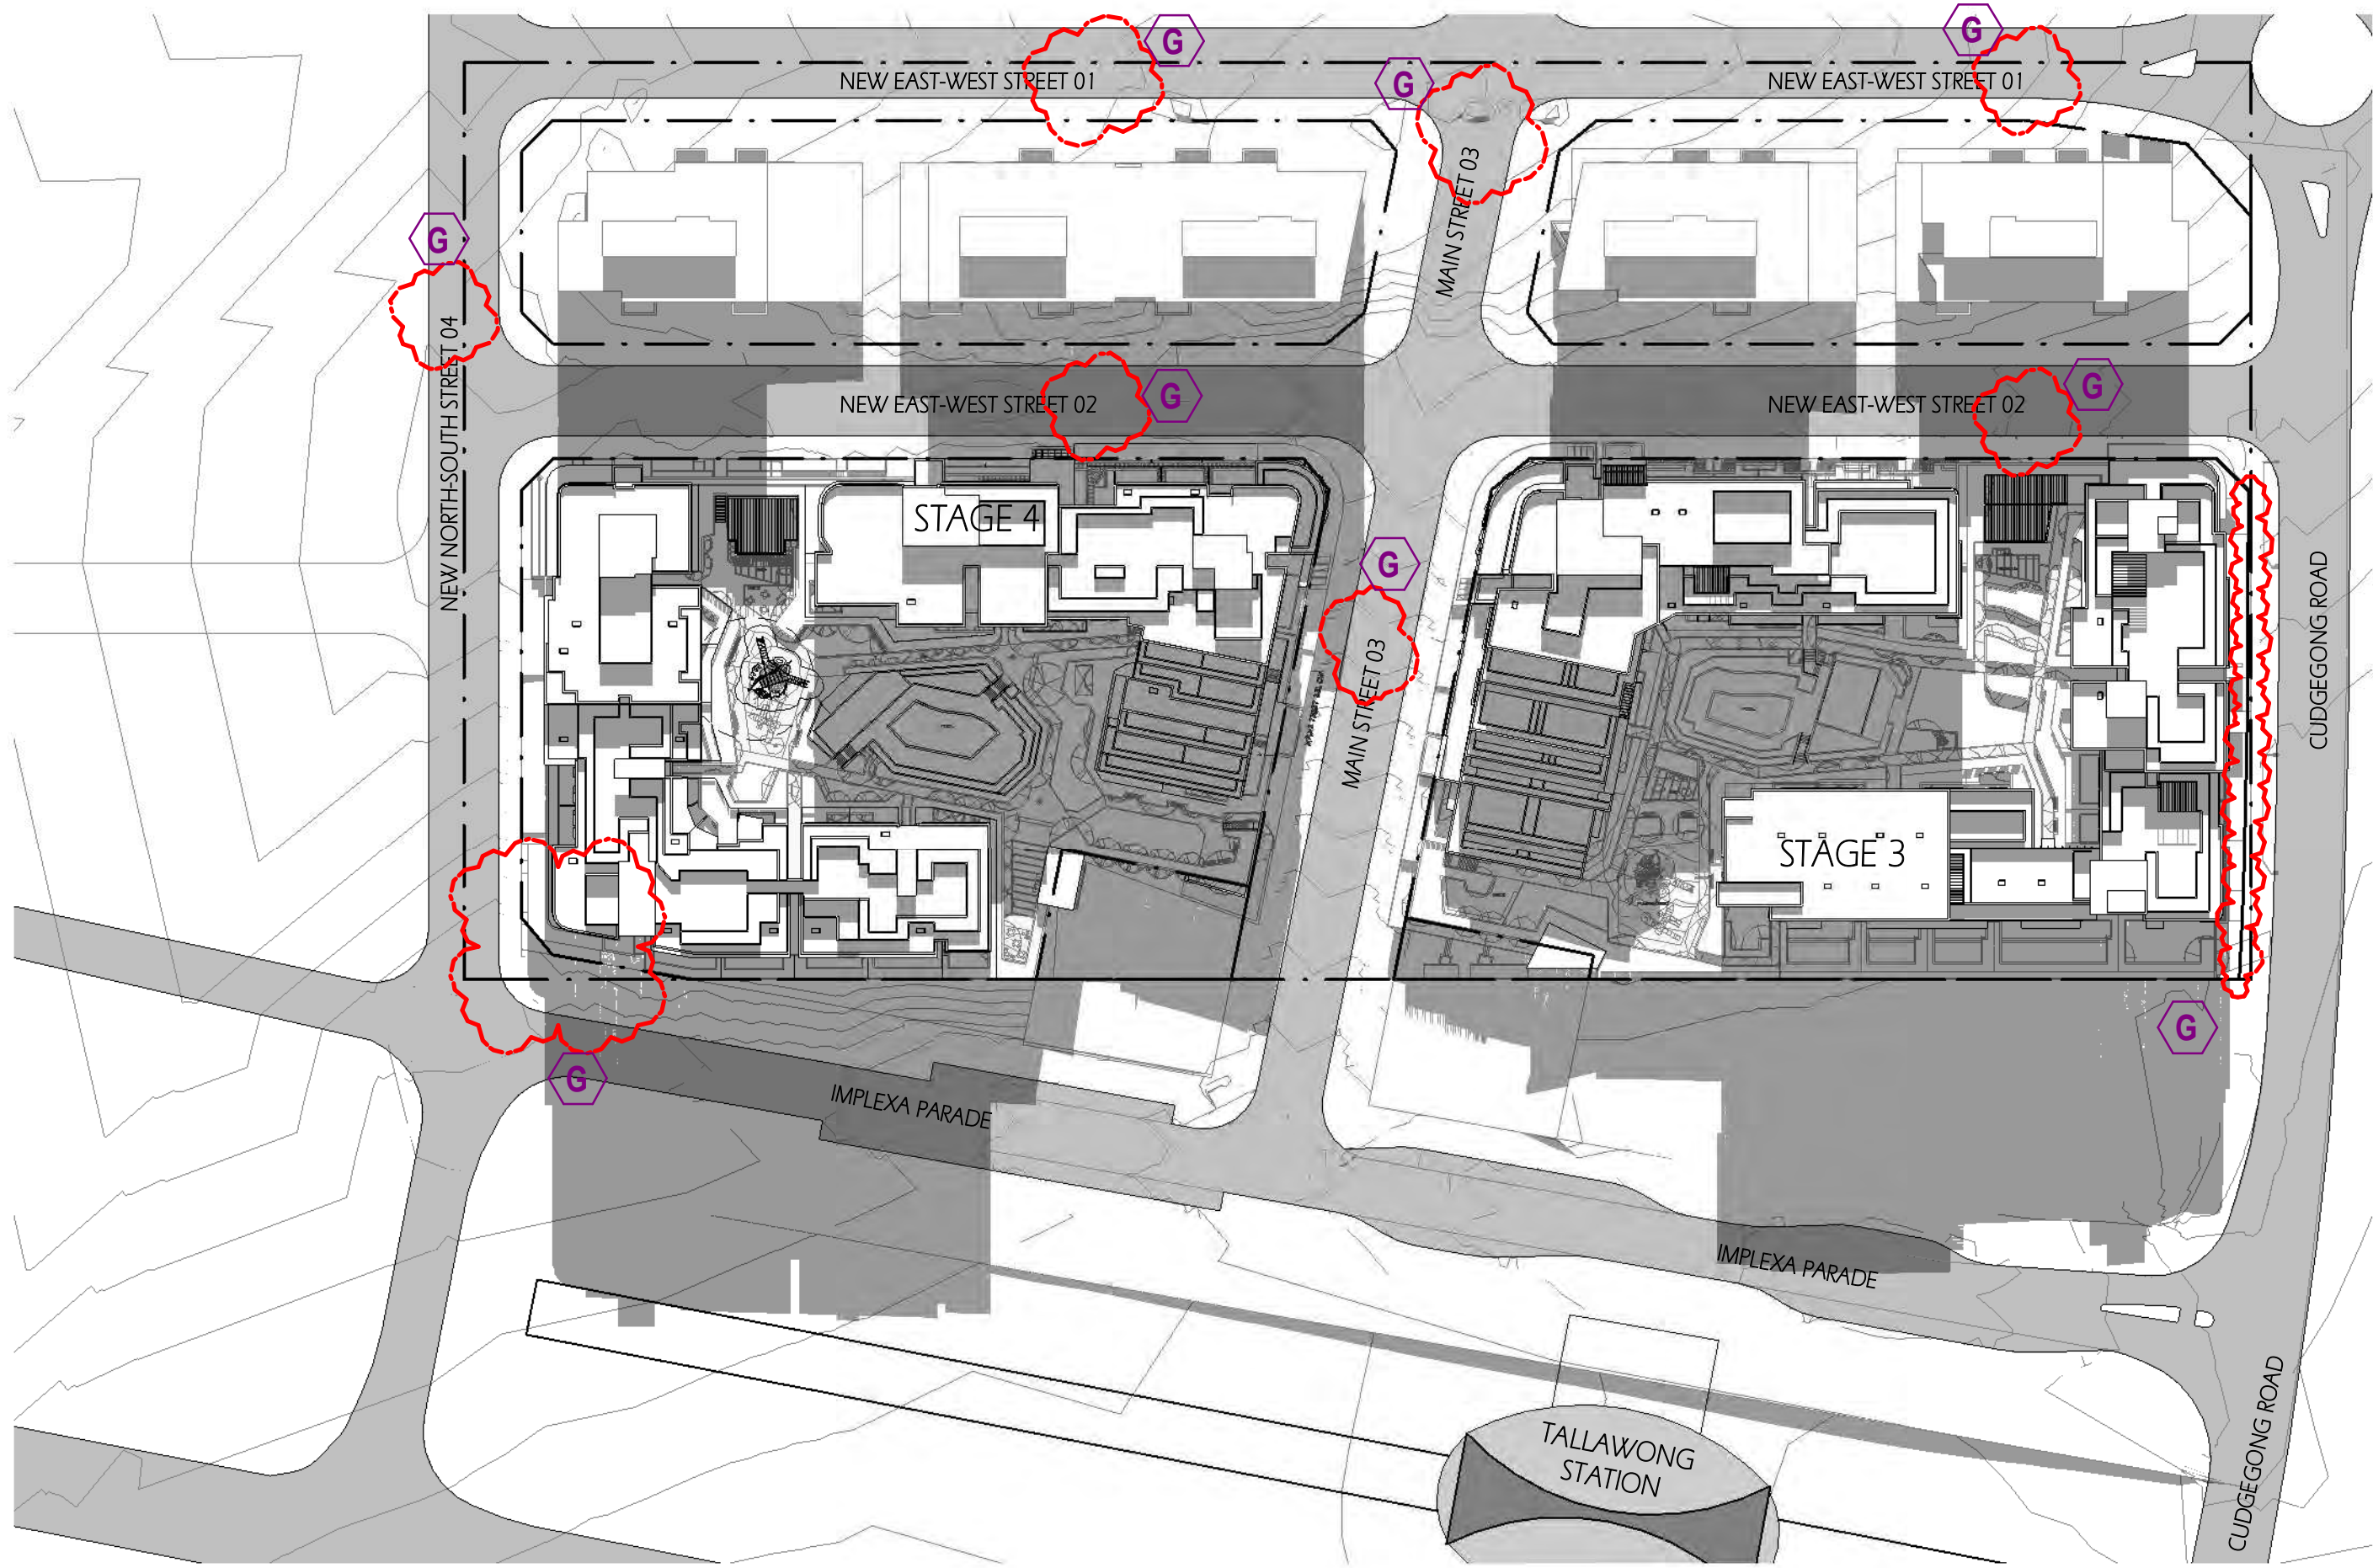 G
G
NEW EAST-WEST STREET 01
G
NEW EAST-WEST STREET 01
MAIN STREET 03
G
NEW NORTH-SOUTH STREET 04
NEW EAST-WEST STREET 02
G
NEW EAST-WEST STREET 02
G
STAGE 4
G
MAIN STREET 03
CUDGEGONG ROAD
STAGE 3
G
G
IMPLEXA PARADE
IMPLEXA PARADE
TALLAWONG
STATION
CUDGEGONG ROAD